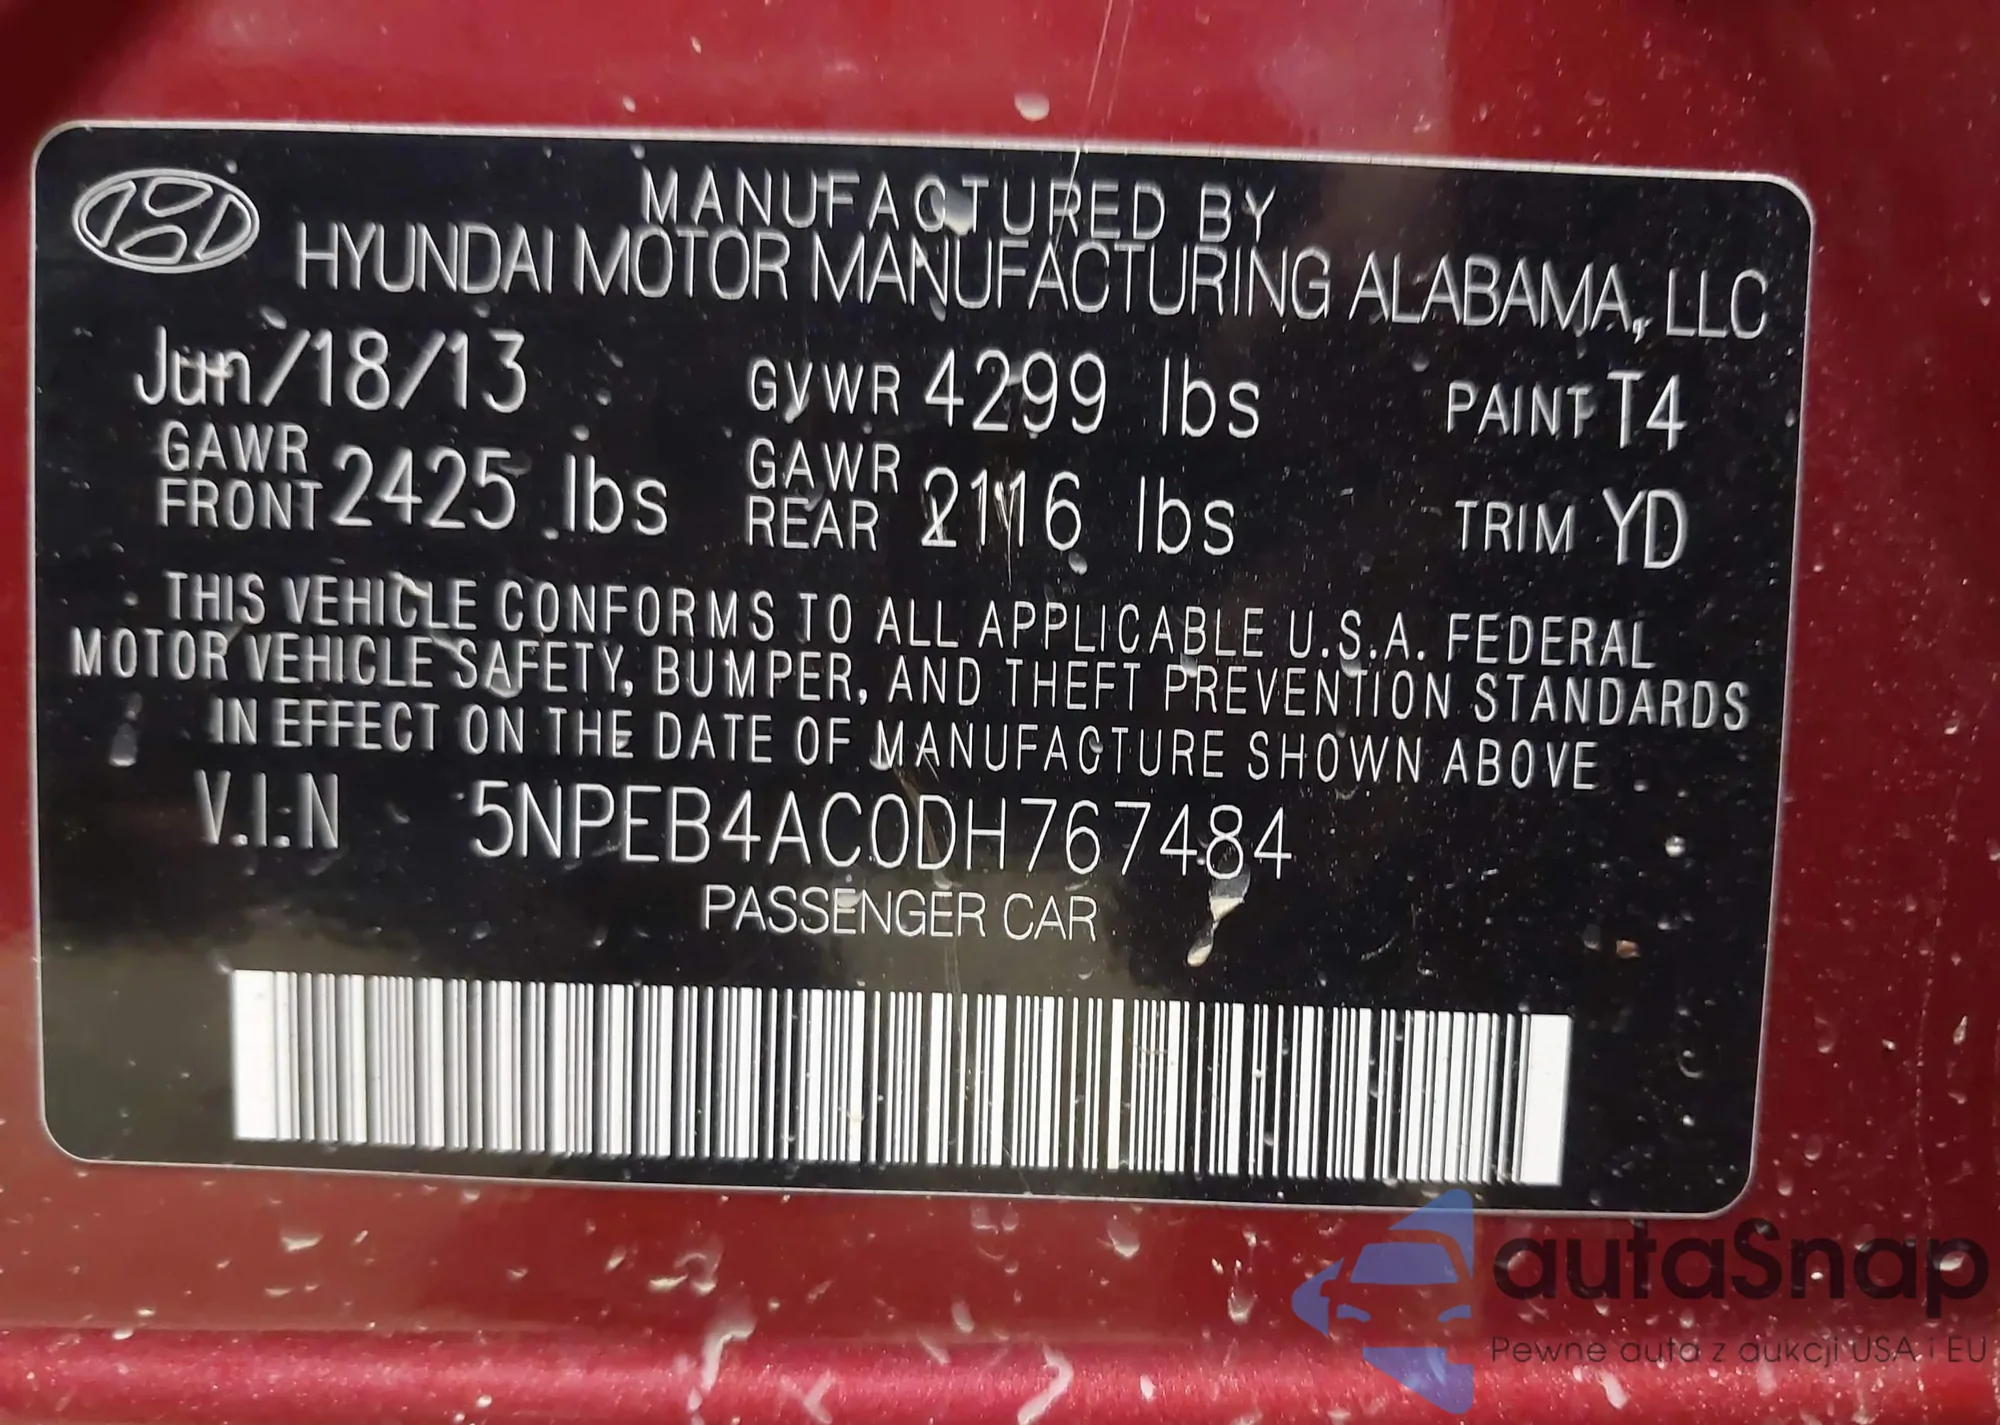 MANUFACTURED BY
HYUNDAI MOTOR MANUFACTURING ALABAMA, LLC
Jun/18/13 GVWR 4299 lbs PAINT T4
GAWR FRONT 2425 lbs GAWR REAR 2116 lbs TRIM YD
THIS VEHICLE CONFORMS TO ALL APPLICABLE U.S.A. FEDERAL
MOTOR VEHICLE SAFETY, BUMPER, AND THEFT PREVENTION STANDARDS
IN EFFECT ON THE DATE OF MANUFACTURE SHOWN ABOVE
V.I.N 5NPEB4AC0DH767484
PASSENGER CAR
autaSnap
Pewne auta z aukcji USA i EU